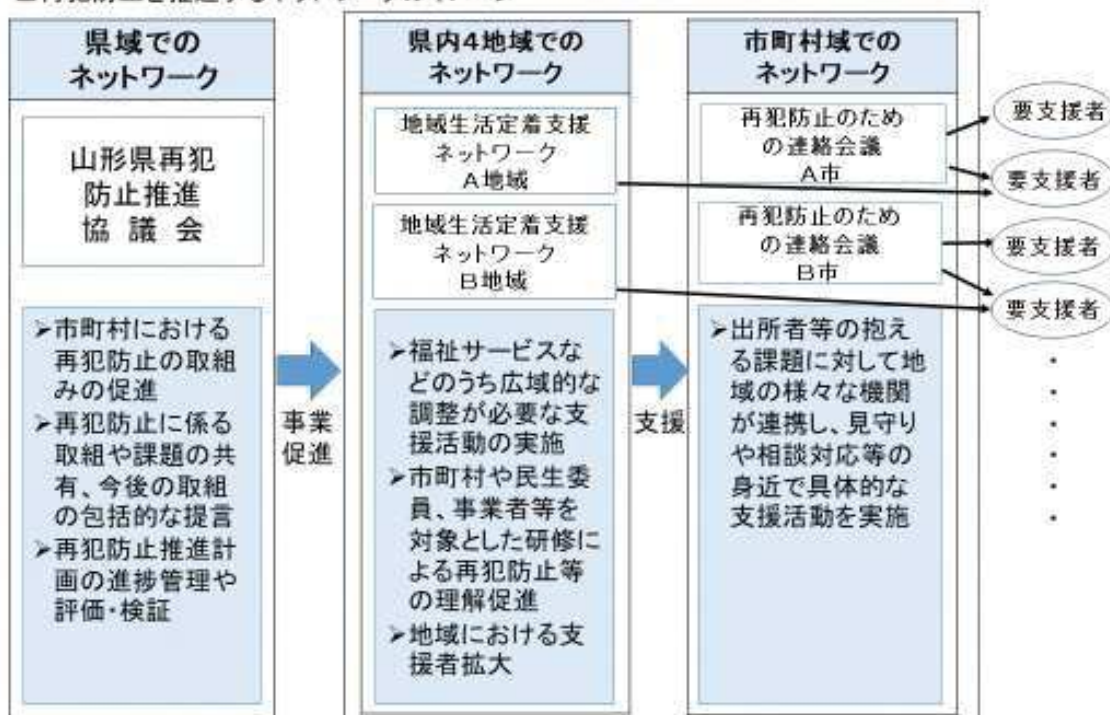 県域での
ネットワーク
山形県再犯
防止推進
協 議 会
➢市町村における
再犯防止の取組
みの促進
➢再犯防止に係る
取組や課題の共
有、今後の取組
の包括的な提言
➢再犯防止推進計
画の進捗管理や
評価・検証
事業
促進
県内4地域での
ネットワーク
地域生活定着支援
ネットワーク
A地域
地域生活定着支援
ネットワーク
B地域
➢福祉サービスな
どのうち広域的な
調整が必要な支
援活動の実施
➢市町村や民生委
員、事業者等を
対象とした研修に
よる再犯防止等
の理解促進
➢地域における支
援者拡大
支援
市町村域での
ネットワーク
再犯防止のため
の連絡会議
A市
再犯防止のため
の連絡会議
B市
➢出所者等の抱え
る課題に対して地
域の様々な機関
が連携し、見守り
や相談対応等の
身近で具体的な
支援活動を実施
要支援者
要支援者
要支援者
要支援者
・
・
・
・
・
・